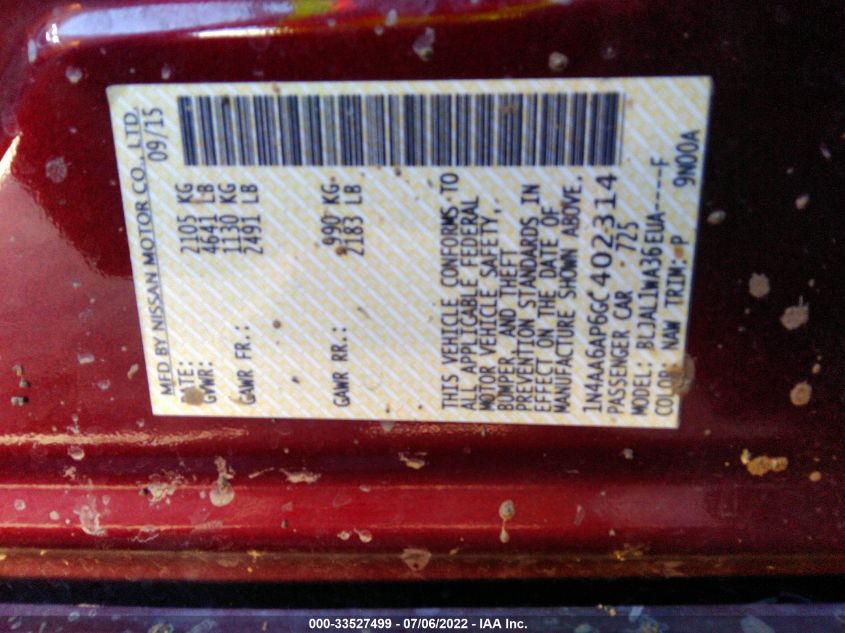 MFD BY NISSAN MOTOR CO., LTD.
DATE: 09/15
GVWR: 2105 KG
4641 LB
GAWR FR.: 1130 KG
2491 LB
GAWR RR.: 990 KG
2183 LB
THIS VEHICLE CONFORMS TO
ALL APPLICABLE FEDERAL
MOTOR VEHICLE SAFETY,
BUMPER, AND THEFT
PREVENTION STANDARDS IN
EFFECT ON THE DATE OF
MANUFACTURE SHOWN ABOVE.
1N4AA6AP6GC402314
PASSENGER CAR 725
MODEL: BLJAL1WA36EUA-----F
COLOR: NAW TRIM: P 9N00A
000-33527499 - 07/06/2022 - IAA Inc.